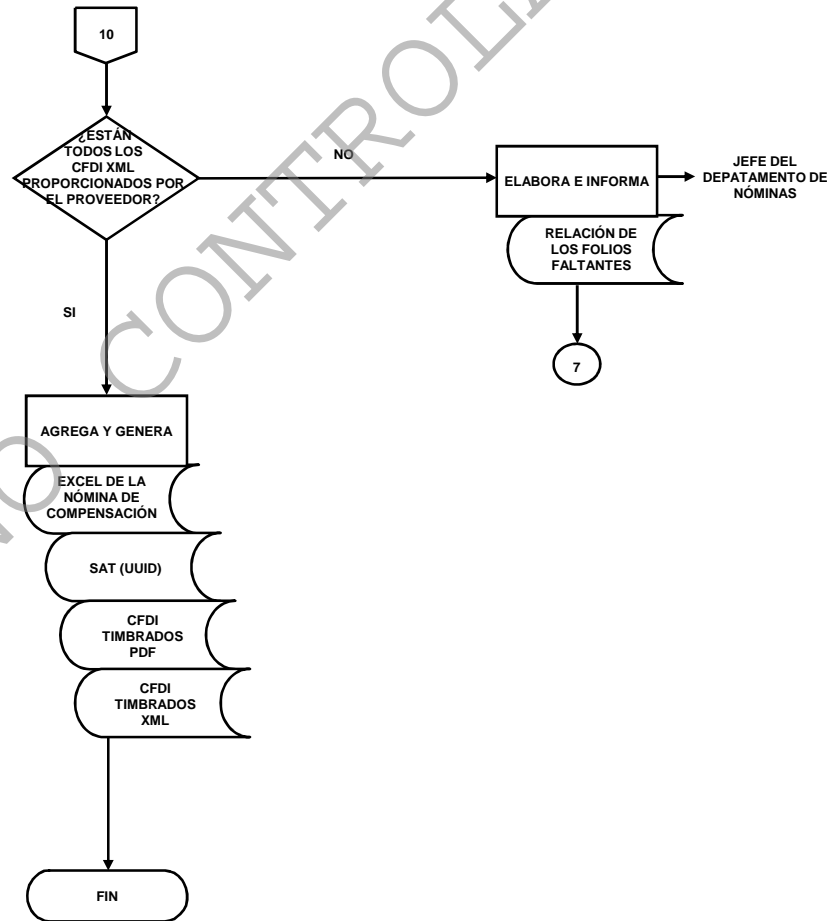 10
¿ESTÁN
TODOS LOS
CFDI XML
PROPORCIONADOS POR
EL PROVEEDOR?
NO
ELABORA E INFORMA
JEFE DEL
DEPATAMENTO DE
NÓMINAS
RELACIÓN DE
LOS FOLIOS
FALTANTES
7
SI
AGREGA Y GENERA
EXCEL DE LA
NÓMINA DE
COMPENSACIÓN
SAT (UUID)
CFDI
TIMBRADOS
PDF
CFDI
TIMBRADOS
XML
FIN
NO CONTROL